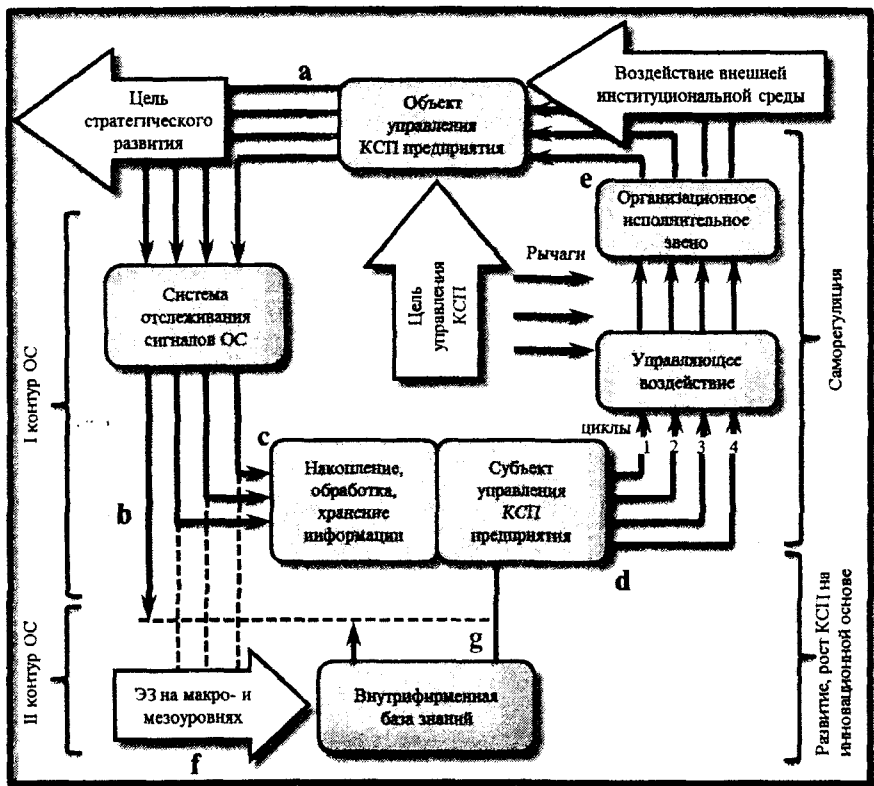 a
Воздействие внешней
институциональной среды
Цель
стратегического
развития
Объект
управления
КСП предприятия
e
Организационное
исполнительное
звено
Рычаги
Цель
управления
КСП
Система
отслеживания
сигналов ОС
Управляющее
воздействие
Саморегуляция
I контур ОС
циклы
1 2 3 4
c
Накопление,
обработка,
хранение
информации
Субъект
управления
КСП
предприятия
b
d
g
II контур ОС
ЭЗ на макро- и
мезоуровнях
Внутрифирменная
база знаний
f
Развитие, рост КСП на
инновационной основе